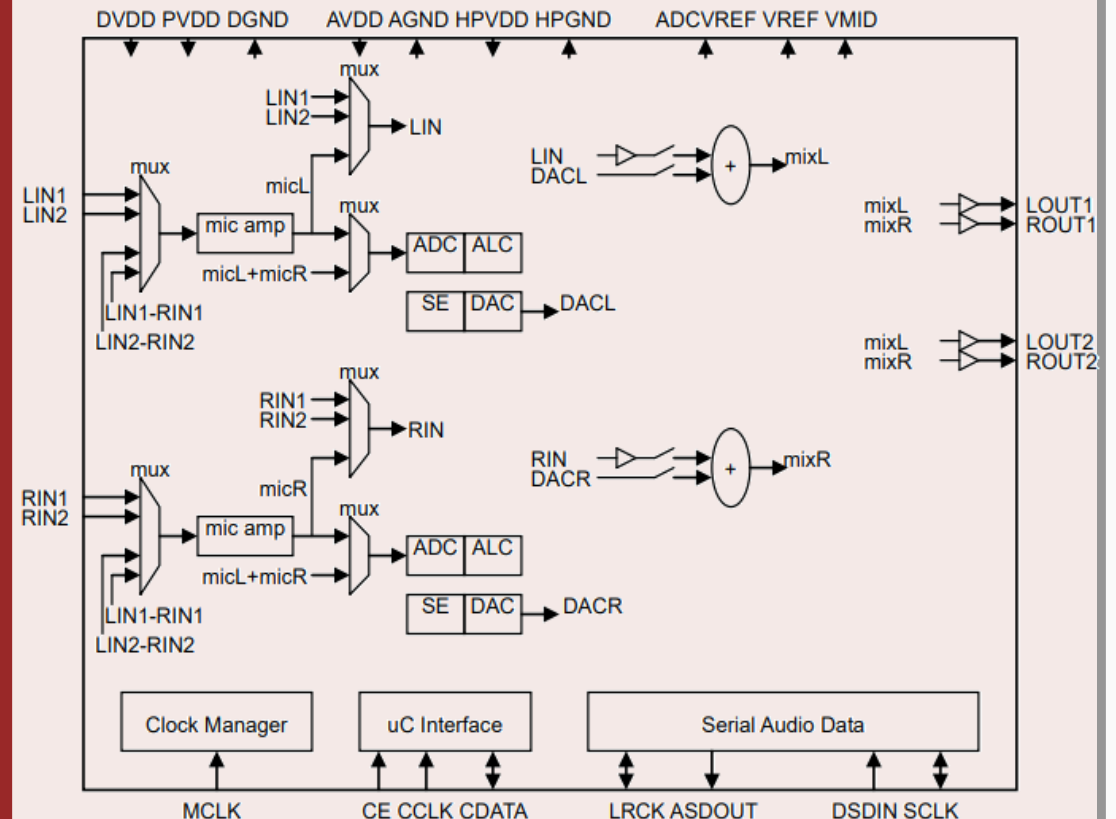 DVDD PVDD DGND AVDD AGND HPVDD HPGND ADCVREF VREF VMID
mux
LIN1
LIN2
LIN
LIN
DACL
+
mixL
mux
micL
LIN1
LIN2
mic amp
mux
mixL
mixR
LOUT1
ROUT1
ADC ALC
micL+micR
LIN1-RIN1
LIN2-RIN2
SE DAC
DACL
mixL
mixR
LOUT2
ROUT2
mux
RIN1
RIN2
RIN
RIN
DACR
+
mixR
mux
micR
RIN1
RIN2
mic amp
mux
ADC ALC
micL+micR
LIN1-RIN1
LIN2-RIN2
SE DAC
DACR
Clock Manager
uC Interface
Serial Audio Data
MCLK
CE CCLK CDATA
LRCK ASDOUT
DSDIN SCLK